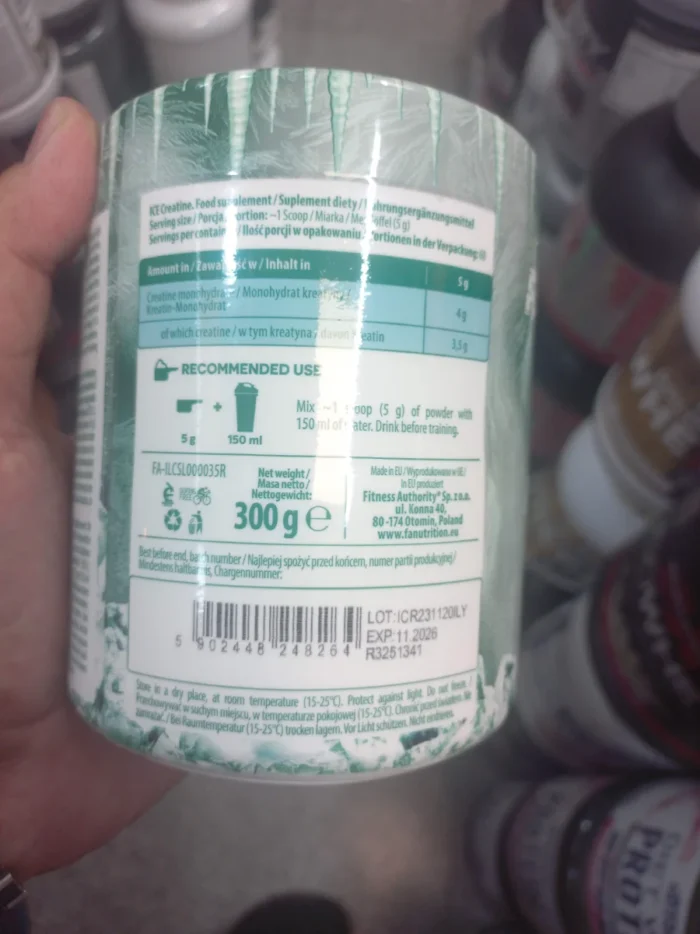 ICE Creatine. Food supplement / Suplement diety / Nahrungsergänzungsmittel
Serving size / Porcja / Portion: ~1 Scoop / Miarka / Messlöffel (5 g)
Servings per container / Ilość porcji w opakowaniu / Portionen in der Verpackung: 60
Amount in / Zawartość w / Inhalt in 5 g
Creatine monohydrate / Monohydrat kreatyny /
Kreatin-Monohydrat 4 g
of which creatine / w tym kreatyna / davon Kreatin 3,5 g
RECOMMENDED USE
5 g + 150 ml
Mix ~1 scoop (5 g) of powder with
150 ml of water. Drink before training.
FA-ILCSL000035R
Net weight /
Masa netto /
Nettogewicht:
300 g e
Made in EU / Wyprodukowano w UE /
In EU produziert
Fitness Authority® Sp. z o.o.
ul. Konna 40,
80-174 Otomin, Poland
www.fanutrition.eu
Best before end, batch number / Najlepiej spożyć przed końcem, numer partii produkcyjnej /
Mindestens haltbar bis, Chargennummer:
5 902448 248264
LOT:ICR231120ILY
EXP:11.2026
R3251341
Store in a dry place, at room temperature (15-25°C). Protect against light. Do not freeze. /
Przechowywać w suchym miejscu, w temperaturze pokojowej (15-25°C). Chronić przed światłem. Nie
zamrażać. / Bei Raumtemperatur (15-25°C) trocken lagern. Vor Licht schützen. Nicht einfrieren.